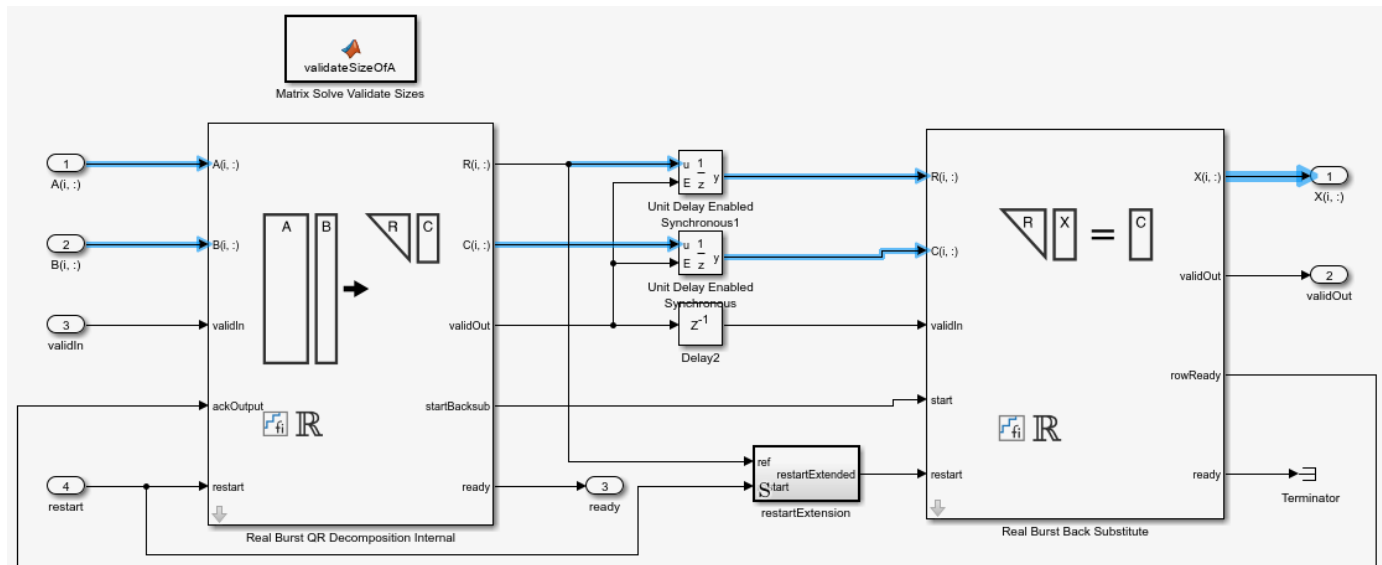 validateSizeOfA
Matrix Solve Validate Sizes
1
A(i, :)
2
B(i, :)
3
validIn
4
restart
A(i, :)
B(i, :)
validIn
ackOutput
restart
A
B
R
C
fi
ℝ
R(i, :)
C(i, :)
validOut
startBacksub
ready
Real Burst QR Decomposition Internal
u
E
1
z
y
Unit Delay Enabled
Synchronous1
u
E
1
z
y
Unit Delay Enabled
Synchronous
Z-1
Delay2
3
ready
ref
Start
restartExtended
restartExtension
R(i, :)
C(i, :)
validIn
start
restart
R
X
=
C
fi
ℝ
X(i, :)
validOut
rowReady
ready
Real Burst Back Substitute
1
X(i, :)
2
validOut
Terminator